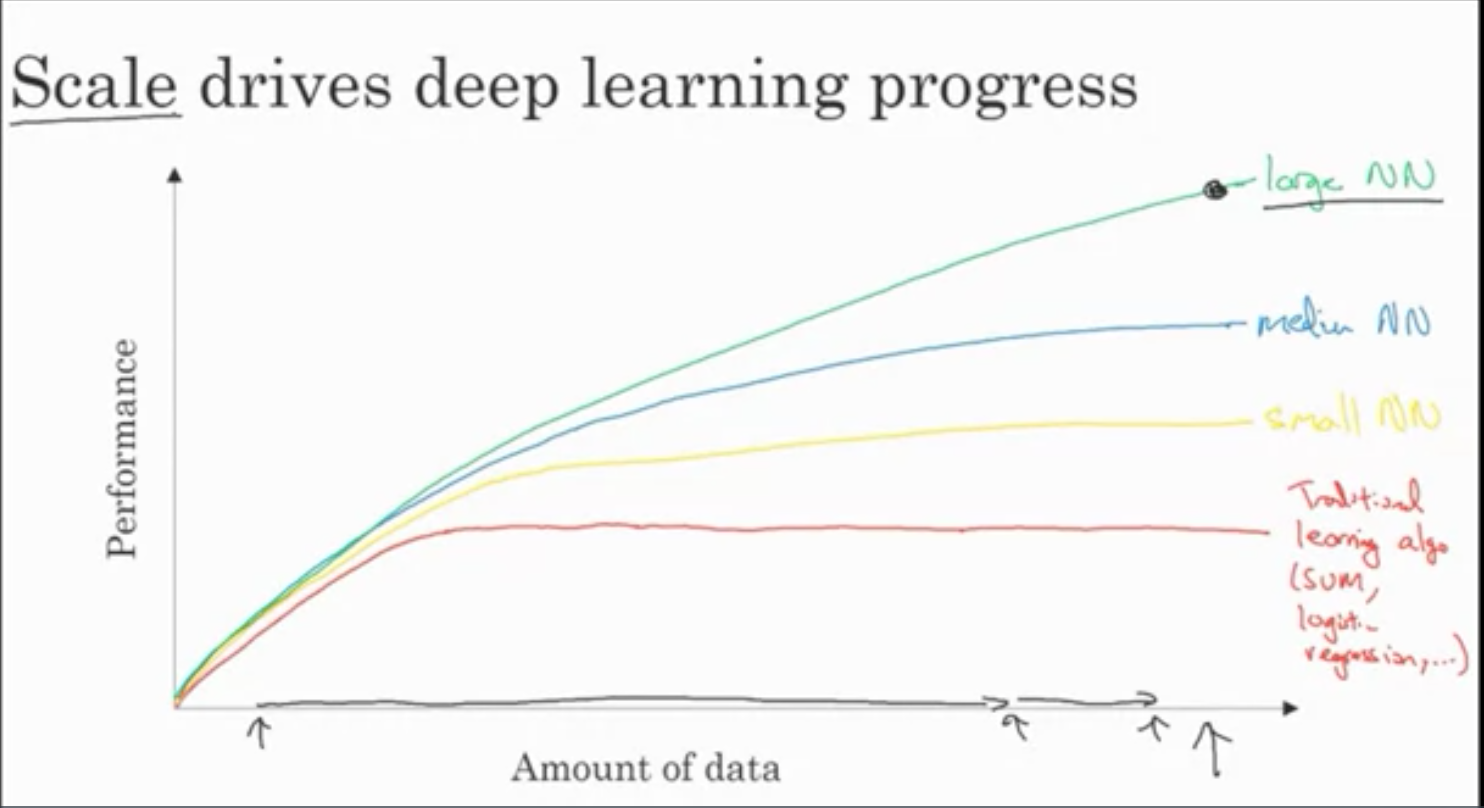 Scale drives deep learning progress
large NN
medium NN
small NN
Traditional
learning algo
(SVM,
logistic
regression,...)
Performance
Amount of data